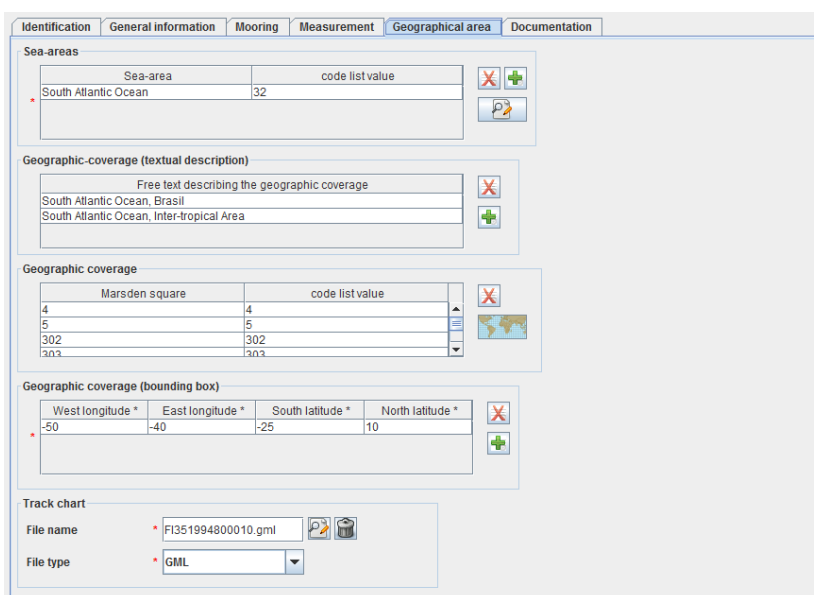 Identification General information Mooring Measurement Geographical area Documentation
Sea-areas
Sea-area code list value
South Atlantic Ocean 32
*
Geographic-coverage (textual description)
Free text describing the geographic coverage
South Atlantic Ocean, Brasil
South Atlantic Ocean, Inter-tropical Area
Geographic coverage
Marsden square code list value
4 4
5 5
302 302
303 303
Geographic coverage (bounding box)
West longitude * East longitude * South latitude * North latitude *
-50 -40 -25 10
*
Track chart
File name * FI351994800010.gml
File type * GML